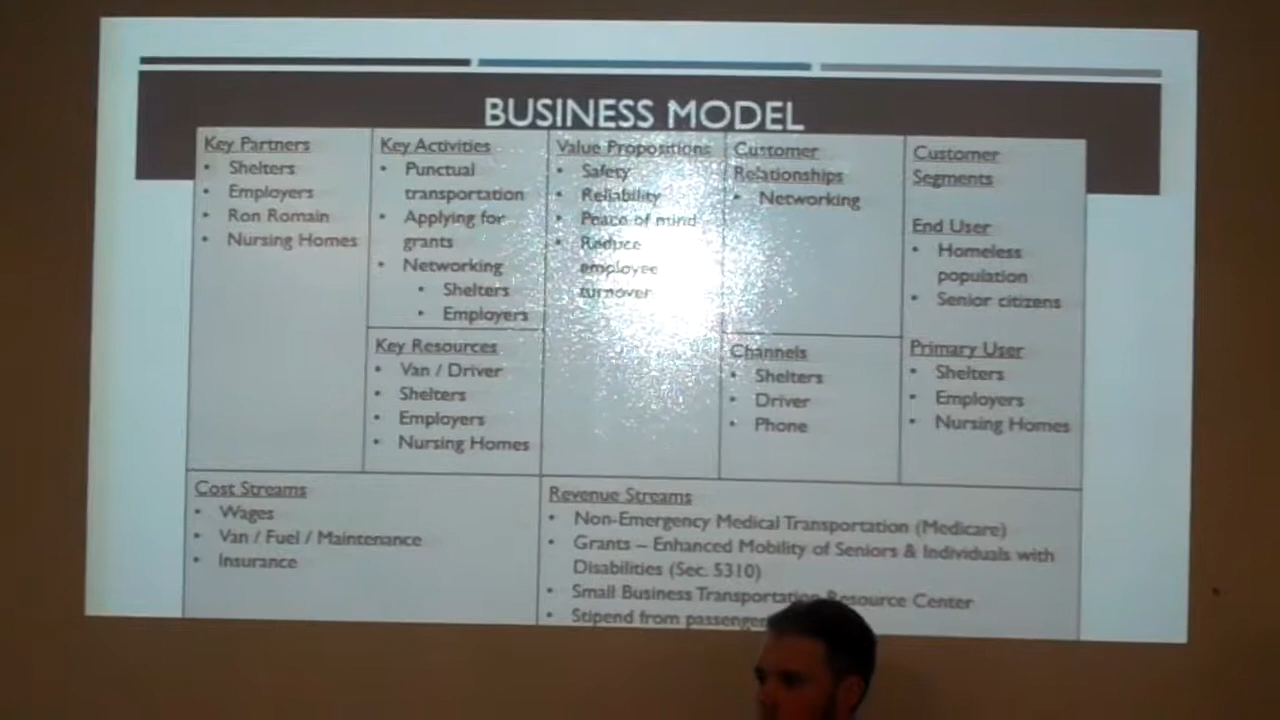 BUSINESS MODEL
Key Partners
• Shelters
• Employers
• Ron Romain
• Nursing Homes
Key Activities
• Punctual
transportation
• Applying for
grants
• Networking
• Shelters
• Employers
Key Resources
• Van / Driver
• Shelters
• Employers
• Nursing Homes
Value Propositions
• Safety
• Reliability
• Peace of mind
• Reduce
employee
turnover
Customer
Relationships
• Networking
Channels
• Shelters
• Driver
• Phone
Customer
Segments
End User
• Homeless
population
• Senior citizens
Primary User
• Shelters
• Employers
• Nursing Homes
Cost Streams
• Wages
• Van / Fuel / Maintenance
• Insurance
Revenue Streams
• Non-Emergency Medical Transportation (Medicare)
• Grants – Enhanced Mobility of Seniors & Individuals with
Disabilities (Sec. 5310)
• Small Business Transportation Resource Center
• Stipend from passenger